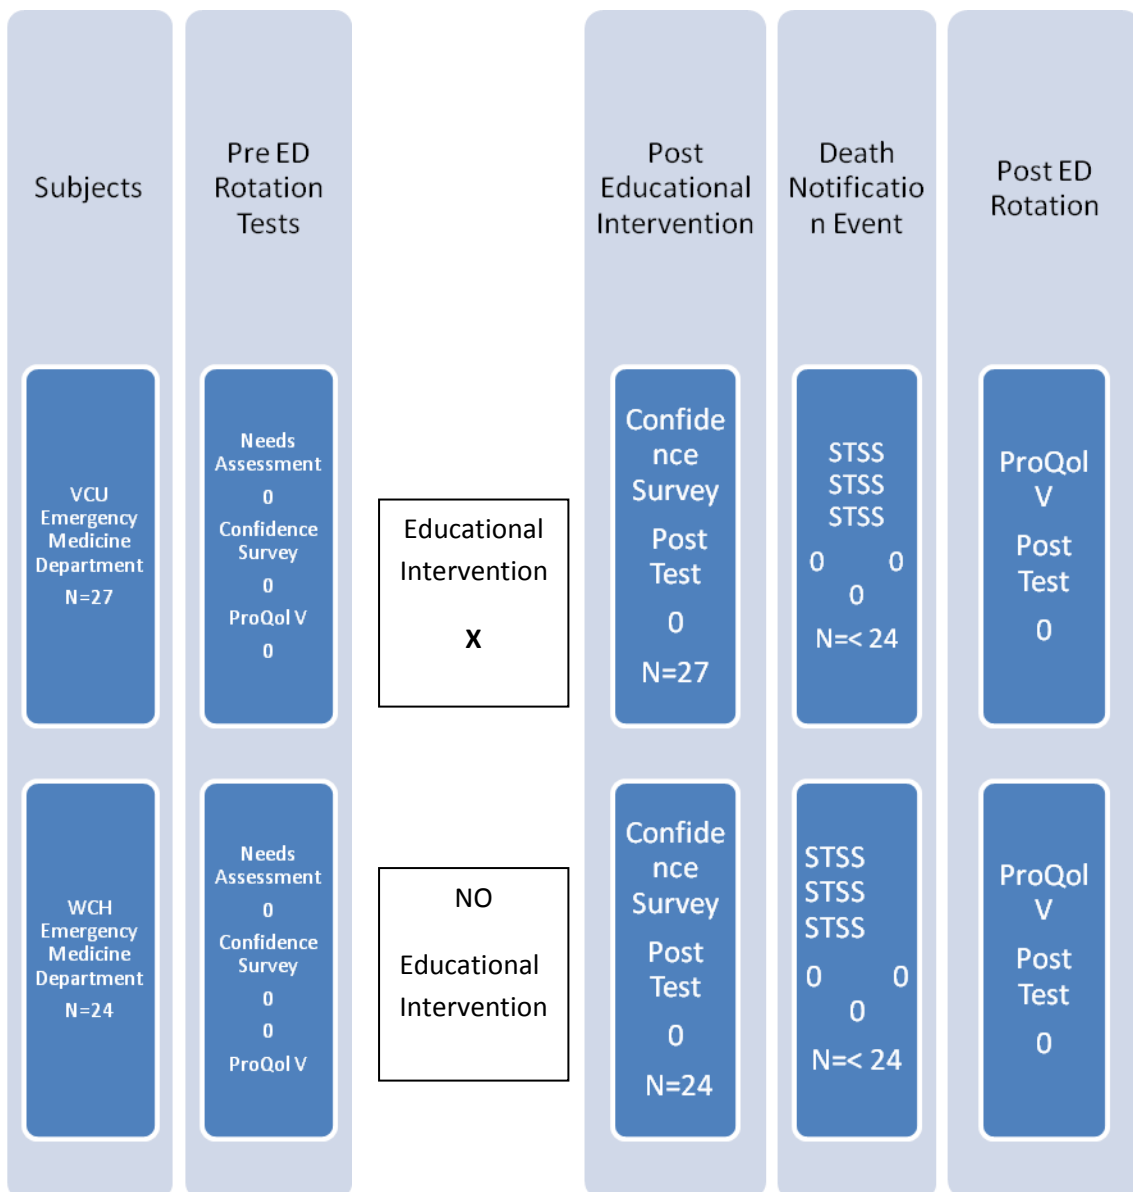 Subjects
Pre ED
Rotation
Tests
Post
Educational
Intervention
Death
Notificatio
n Event
Post ED
Rotation
VCU
Emergency
Medicine
Department
N=27
Needs
Assessment
0
Confidence
Survey
0
ProQol V
0
Educational
Intervention
X
Confide
nce
Survey
Post
Test
0
N=27
STSS
STSS
STSS
0 0
0
N=< 24
ProQol
V
Post
Test
0
WCH
Emergency
Medicine
Department
N=24
Needs
Assessment
0
Confidence
Survey
0
0
ProQol V
NO
Educational
Intervention
Confide
nce
Survey
Post
Test
0
N=24
STSS
STSS
STSS
0 0
0
N=< 24
ProQol
V
Post
Test
0